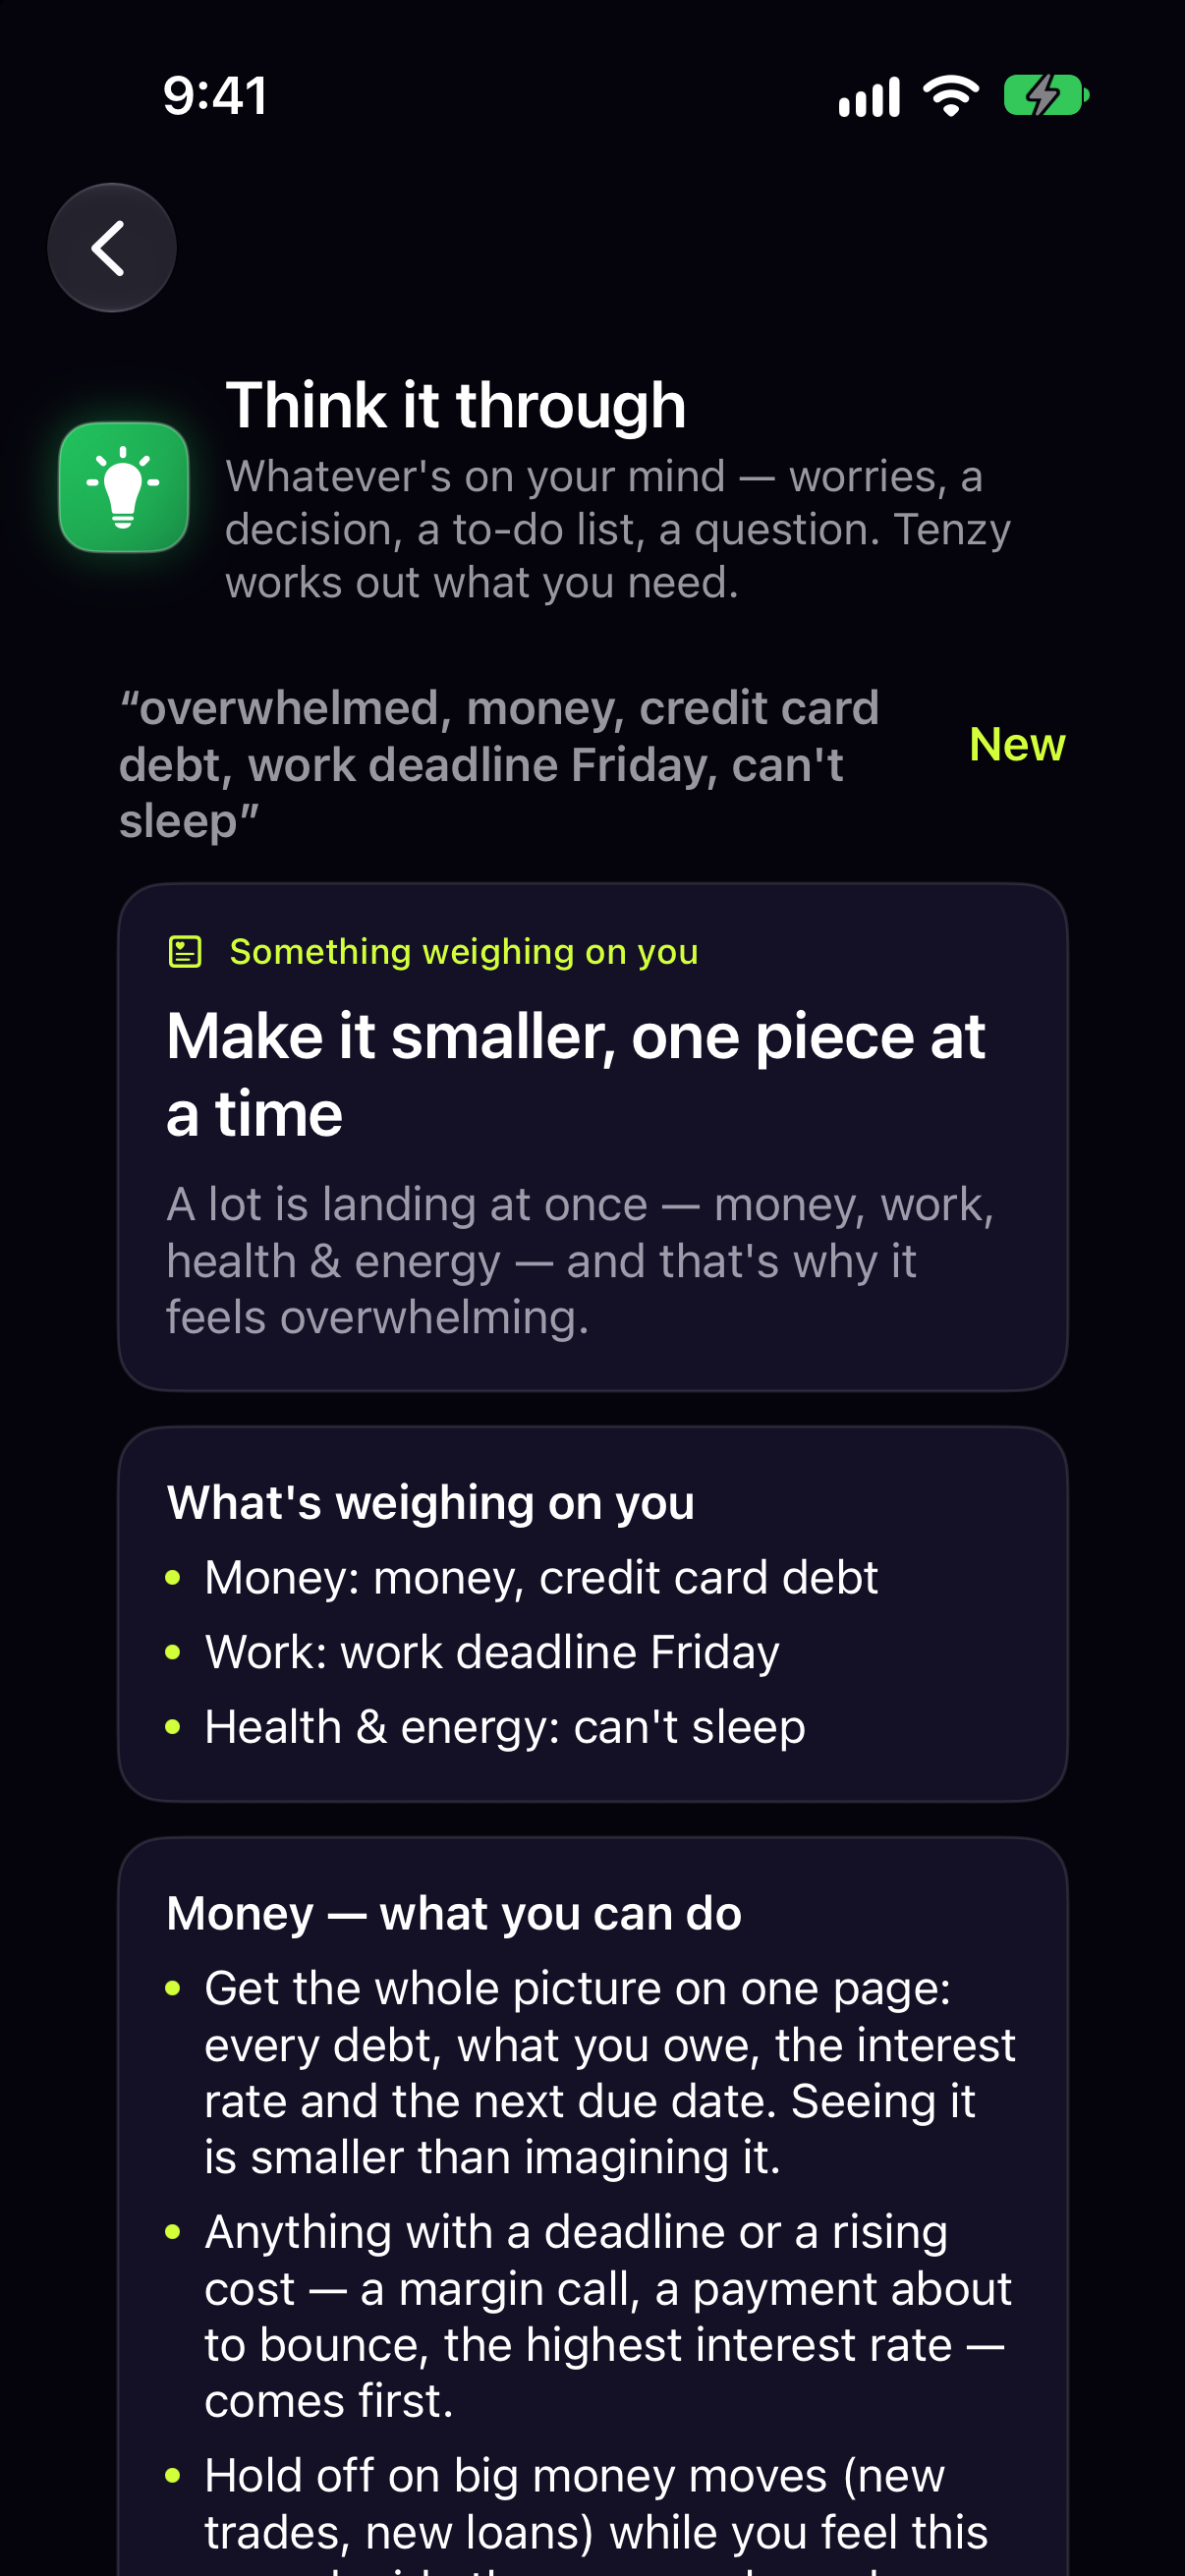 9:41
Think it through
Whatever's on your mind — worries, a
decision, a to-do list, a question. Tenzy
works out what you need.
“overwhelmed, money, credit card
debt, work deadline Friday, can't
sleep”
New
Something weighing on you
Make it smaller, one piece at
a time
A lot is landing at once — money, work,
health & energy — and that's why it
feels overwhelming.
What's weighing on you
• Money: money, credit card debt
• Work: work deadline Friday
• Health & energy: can't sleep
Money — what you can do
• Get the whole picture on one page:
every debt, what you owe, the interest
rate and the next due date. Seeing it
is smaller than imagining it.
• Anything with a deadline or a rising
cost — a margin call, a payment about
to bounce, the highest interest rate —
comes first.
• Hold off on big money moves (new
trades, new loans) while you feel this